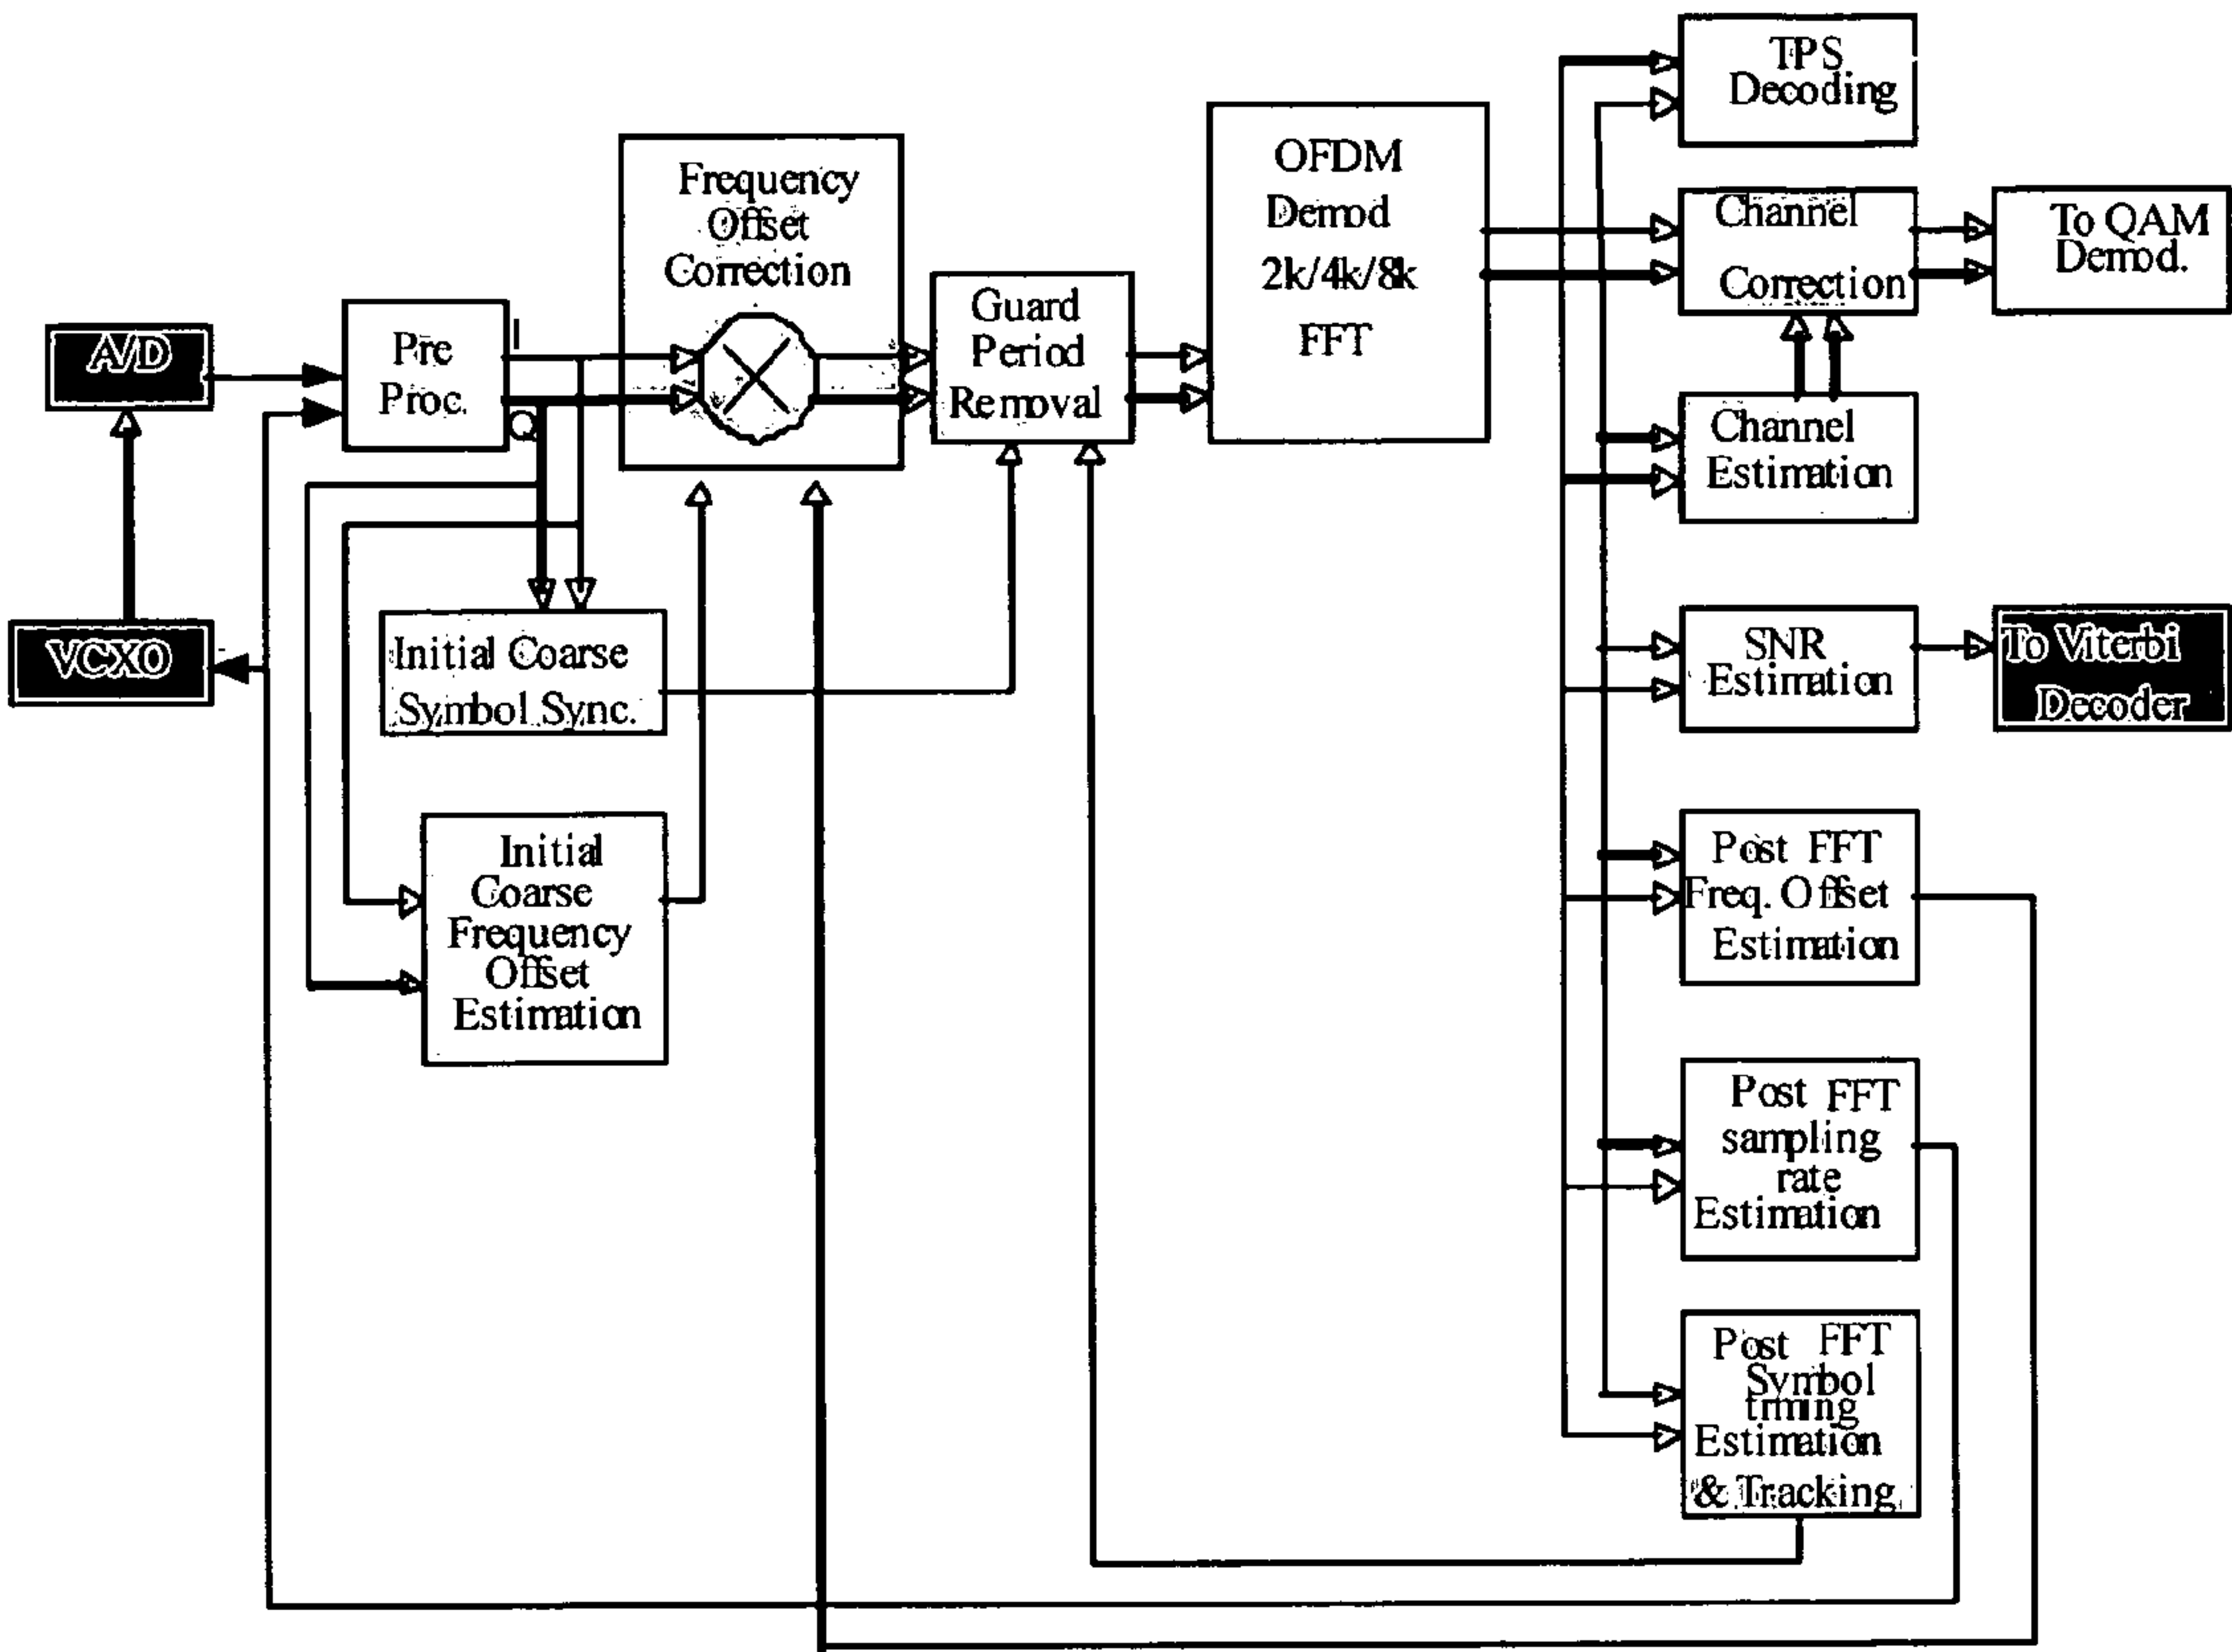 TPS
Decoding
OFDM
Demod
2k/4k/8k
FFT
Frequency
Offset
Correction
Channel
Correction
To QAM
Demod.
Guard
Period
Removal
I
Pre
Proc.
Q
A/D
Channel
Estimation
VCXO
Initial Coarse
Symbol Sync.
SNR
Estimation
To Viterbi
Decoder
Initial
Coarse
Frequency
Offset
Estimation
Post FFT
Freq. Offset
Estimation
Post FFT
sampling
rate
Estimation
Post FFT
Symbol
trming
Estimation
& Tracking